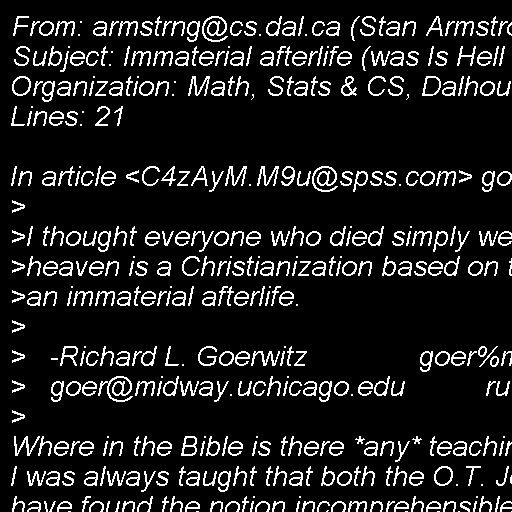 From: armstrng@cs.dal.ca (Stan Armstro
Subject: Immaterial afterlife (was Is Hell
Organization: Math, Stats & CS, Dalhou
Lines: 21

In article <C4zAyM.M9u@spss.com> go
>
>I thought everyone who died simply we
>heaven is a Christianization based on t
>an immaterial afterlife.
>
>   -Richard L. Goerwitz              goer%m
>   goer@midway.uchicago.edu          ru
>
Where in the Bible is there *any* teachin
I was always taught that both the O.T. Je
have found the notion incomprehensible